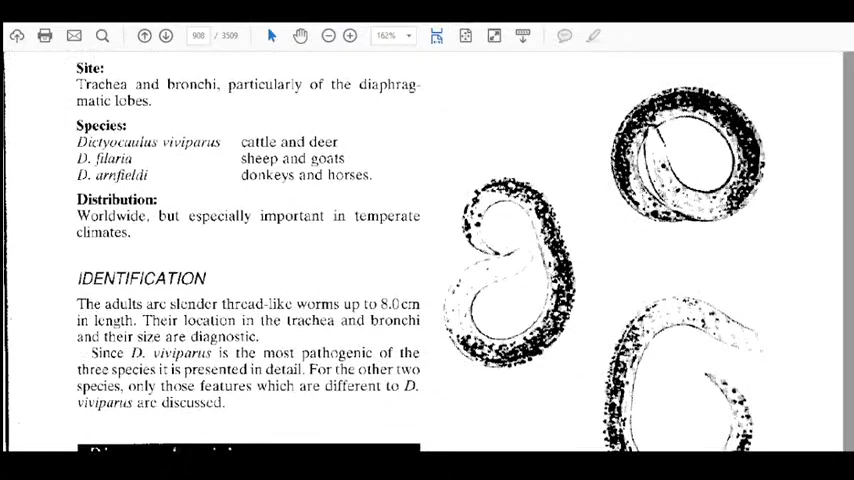 908 / 3509
162%
Site:
Trachea and bronchi, particularly of the diaphrag-
matic lobes.
Species:
Dictyocaulus viviparus cattle and deer
D. filaria sheep and goats
D. arnfieldi donkeys and horses.
Distribution:
Worldwide, but especially important in temperate
climates.
IDENTIFICATION
The adults are slender thread-like worms up to 8.0cm
in length. Their location in the trachea and bronchi
and their size are diagnostic.
Since D. viviparus is the most pathogenic of the
three species it is presented in detail. For the other two
species, only those features which are different to D.
viviparus are discussed.